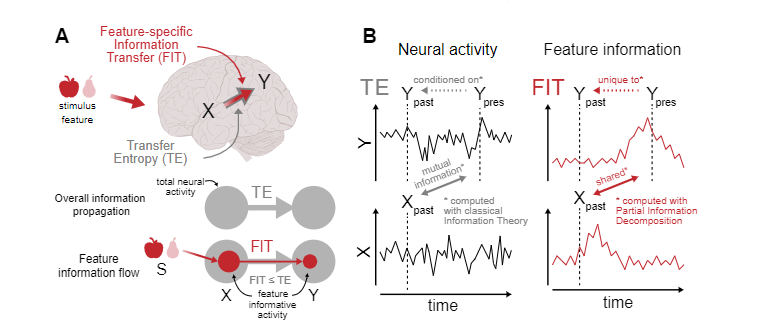 A
Feature-specific
Information
Transfer (FIT)
X
Y
stimulus
feature
Transfer
Entropy (TE)
total neural
activity
Overall information
propagation
TE
Feature
information flow
S
FIT
FIT ≤ TE
X
feature
informative
activity
Y
B
Neural activity
TE
conditioned on*
Y past
Y pres
Y
mutual
information*
X past
* computed
with classical
Information Theory
X
time
Feature information
FIT
unique to*
Y past
Y pres
shared*
X past
* computed with
Partial Information
Decomposition
time